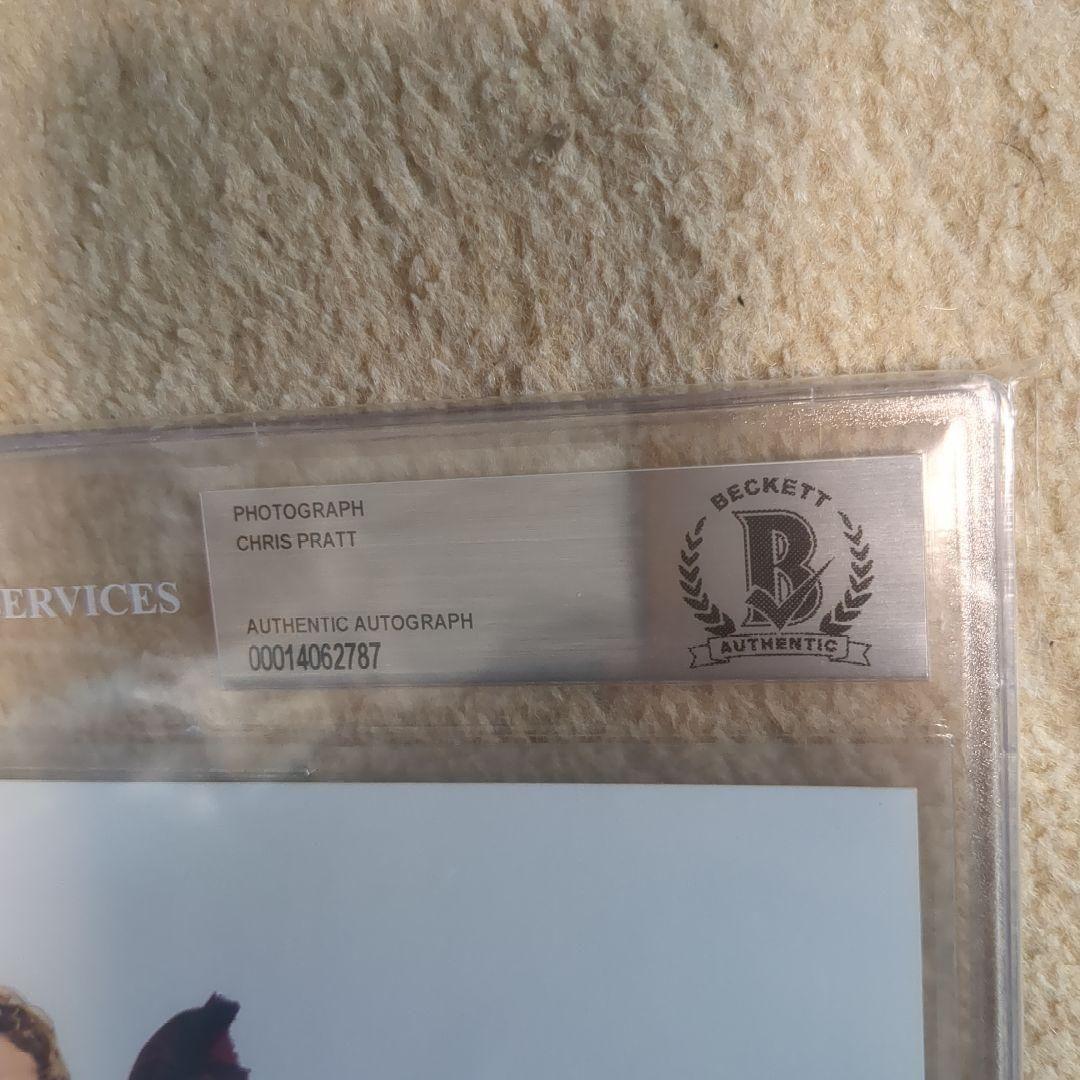 PHOTOGRAPH
CHRIS PRATT
AUTHENTIC AUTOGRAPH
00014062787
BECKETT
B
AUTHENTIC
ERVICES